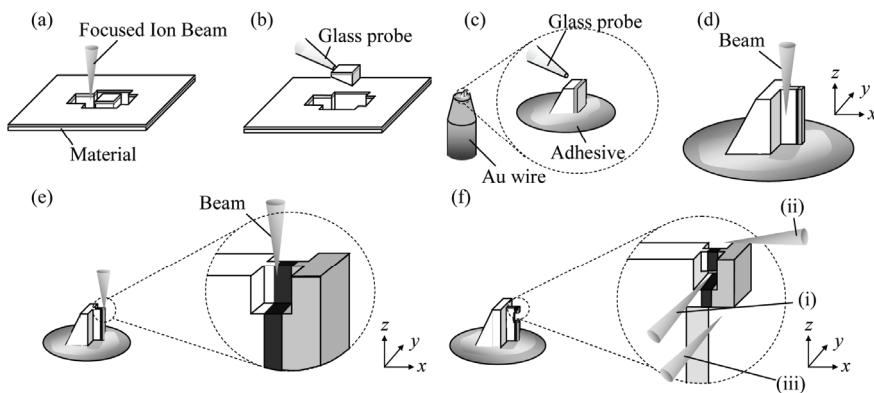 (a)
Focused Ion Beam
Material
(b)
Glass probe
(c)
Glass probe
Adhesive
Au wire
(d)
Beam
z
y
x
(e)
Beam
z
y
x
(f)
(ii)
(i)
(iii)
z
y
x